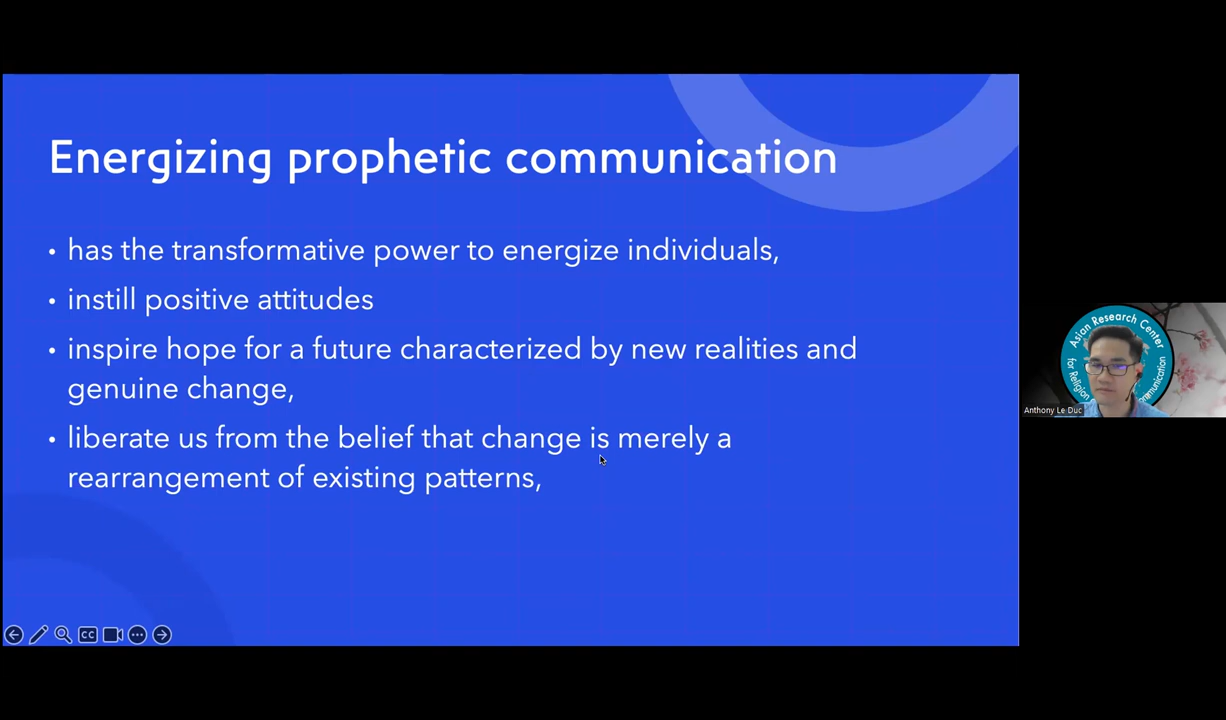 Energizing prophetic communication
• has the transformative power to energize individuals,
• instill positive attitudes
• inspire hope for a future characterized by new realities and
genuine change,
• liberate us from the belief that change is merely a
rearrangement of existing patterns,
CC
Asian Research Center
for Religion
Anthony Le Duc